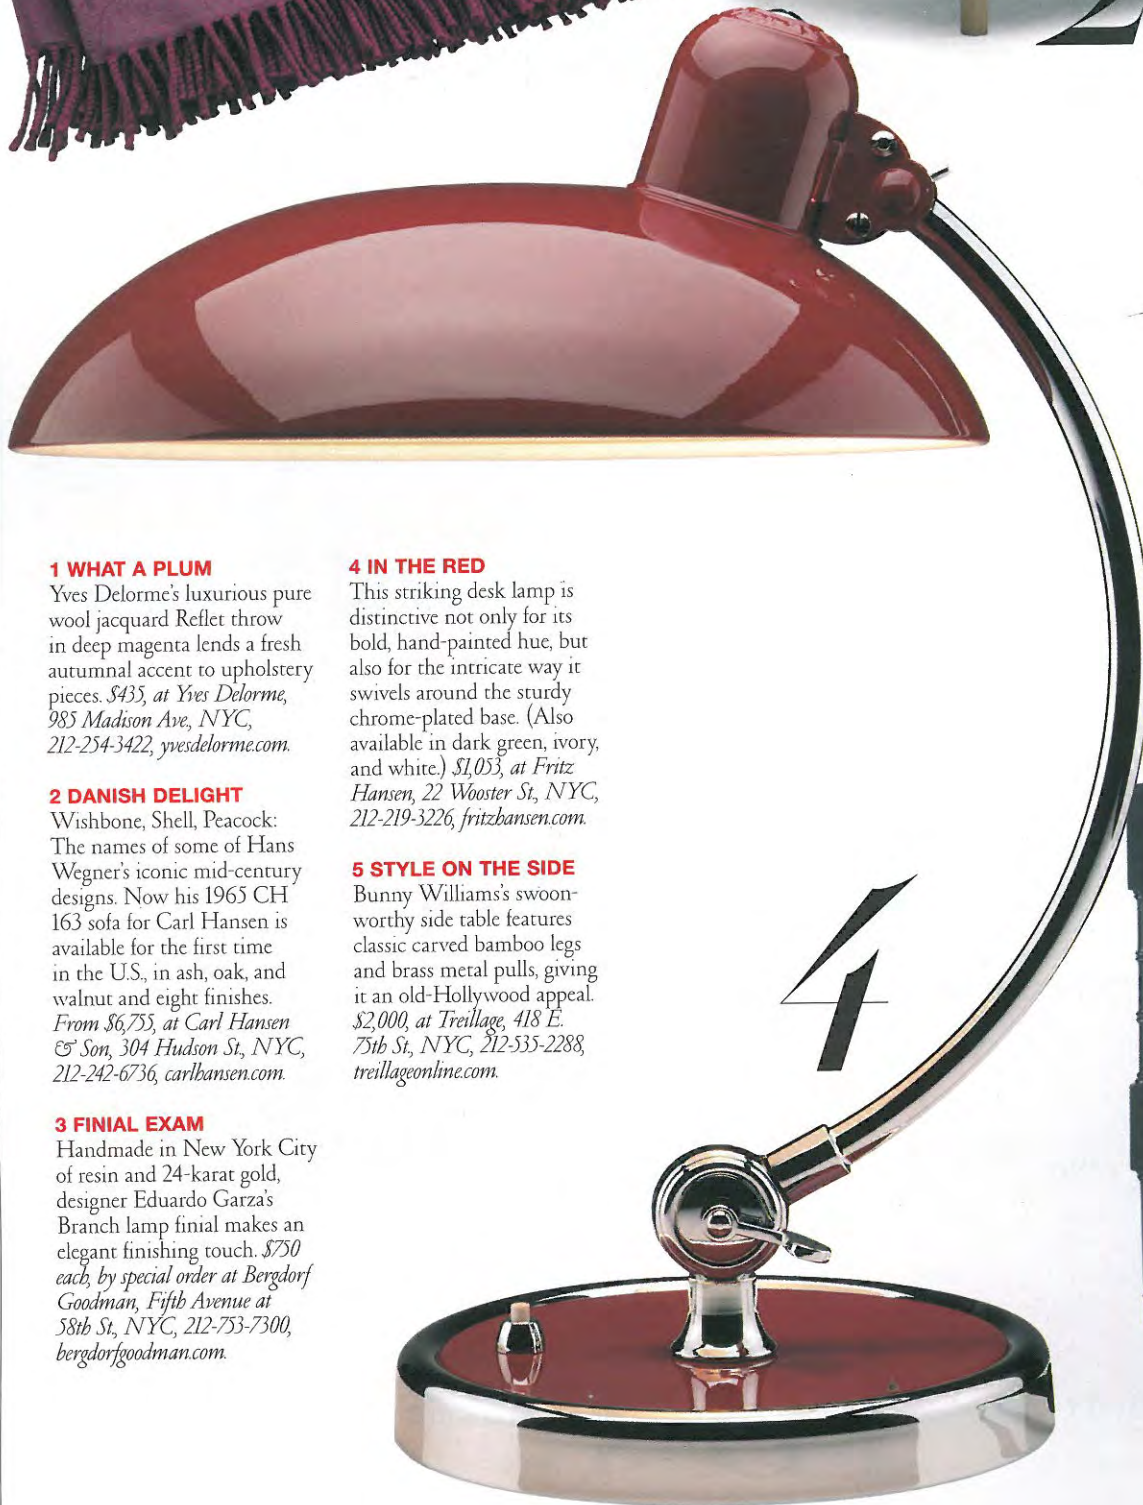 2
1 WHAT A PLUM
Yves Delorme's luxurious pure
wool jacquard Reflet throw
in deep magenta lends a fresh
autumnal accent to upholstery
pieces. $435, at Yves Delorme,
985 Madison Ave., NYC,
212-254-3422, yvesdelorme.com.
2 DANISH DELIGHT
Wishbone, Shell, Peacock:
The names of some of Hans
Wegner's iconic mid-century
designs. Now his 1965 CH
163 sofa for Carl Hansen is
available for the first time
in the U.S., in ash, oak, and
walnut and eight finishes.
From $6,755, at Carl Hansen
& Son, 304 Hudson St., NYC,
212-242-6736, carlhansen.com.
3 FINIAL EXAM
Handmade in New York City
of resin and 24-karat gold,
designer Eduardo Garza's
Branch lamp finial makes an
elegant finishing touch. $750
each, by special order at Bergdorf
Goodman, Fifth Avenue at
58th St., NYC, 212-753-7300,
bergdorfgoodman.com.
4 IN THE RED
This striking desk lamp is
distinctive not only for its
bold, hand-painted hue, but
also for the intricate way it
swivels around the sturdy
chrome-plated base. (Also
available in dark green, ivory,
and white.) $1,053, at Fritz
Hansen, 22 Wooster St., NYC,
212-219-3226, fritzhansen.com.
5 STYLE ON THE SIDE
Bunny Williams's swoon-
worthy side table features
classic carved bamboo legs
and brass metal pulls, giving
it an old-Hollywood appeal.
$2,000, at Treillage, 418 E.
75th St., NYC, 212-535-2288,
treillageonline.com.
4